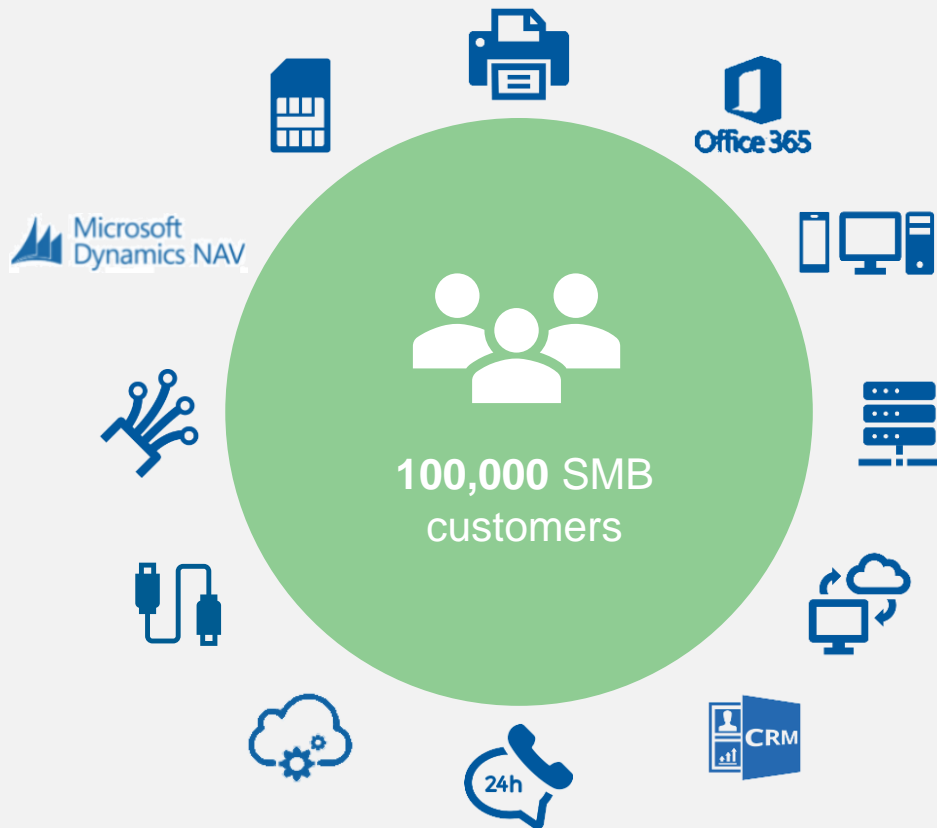 Office 365
Microsoft
Dynamics NAV
100,000 SMB
customers
CRM
24h